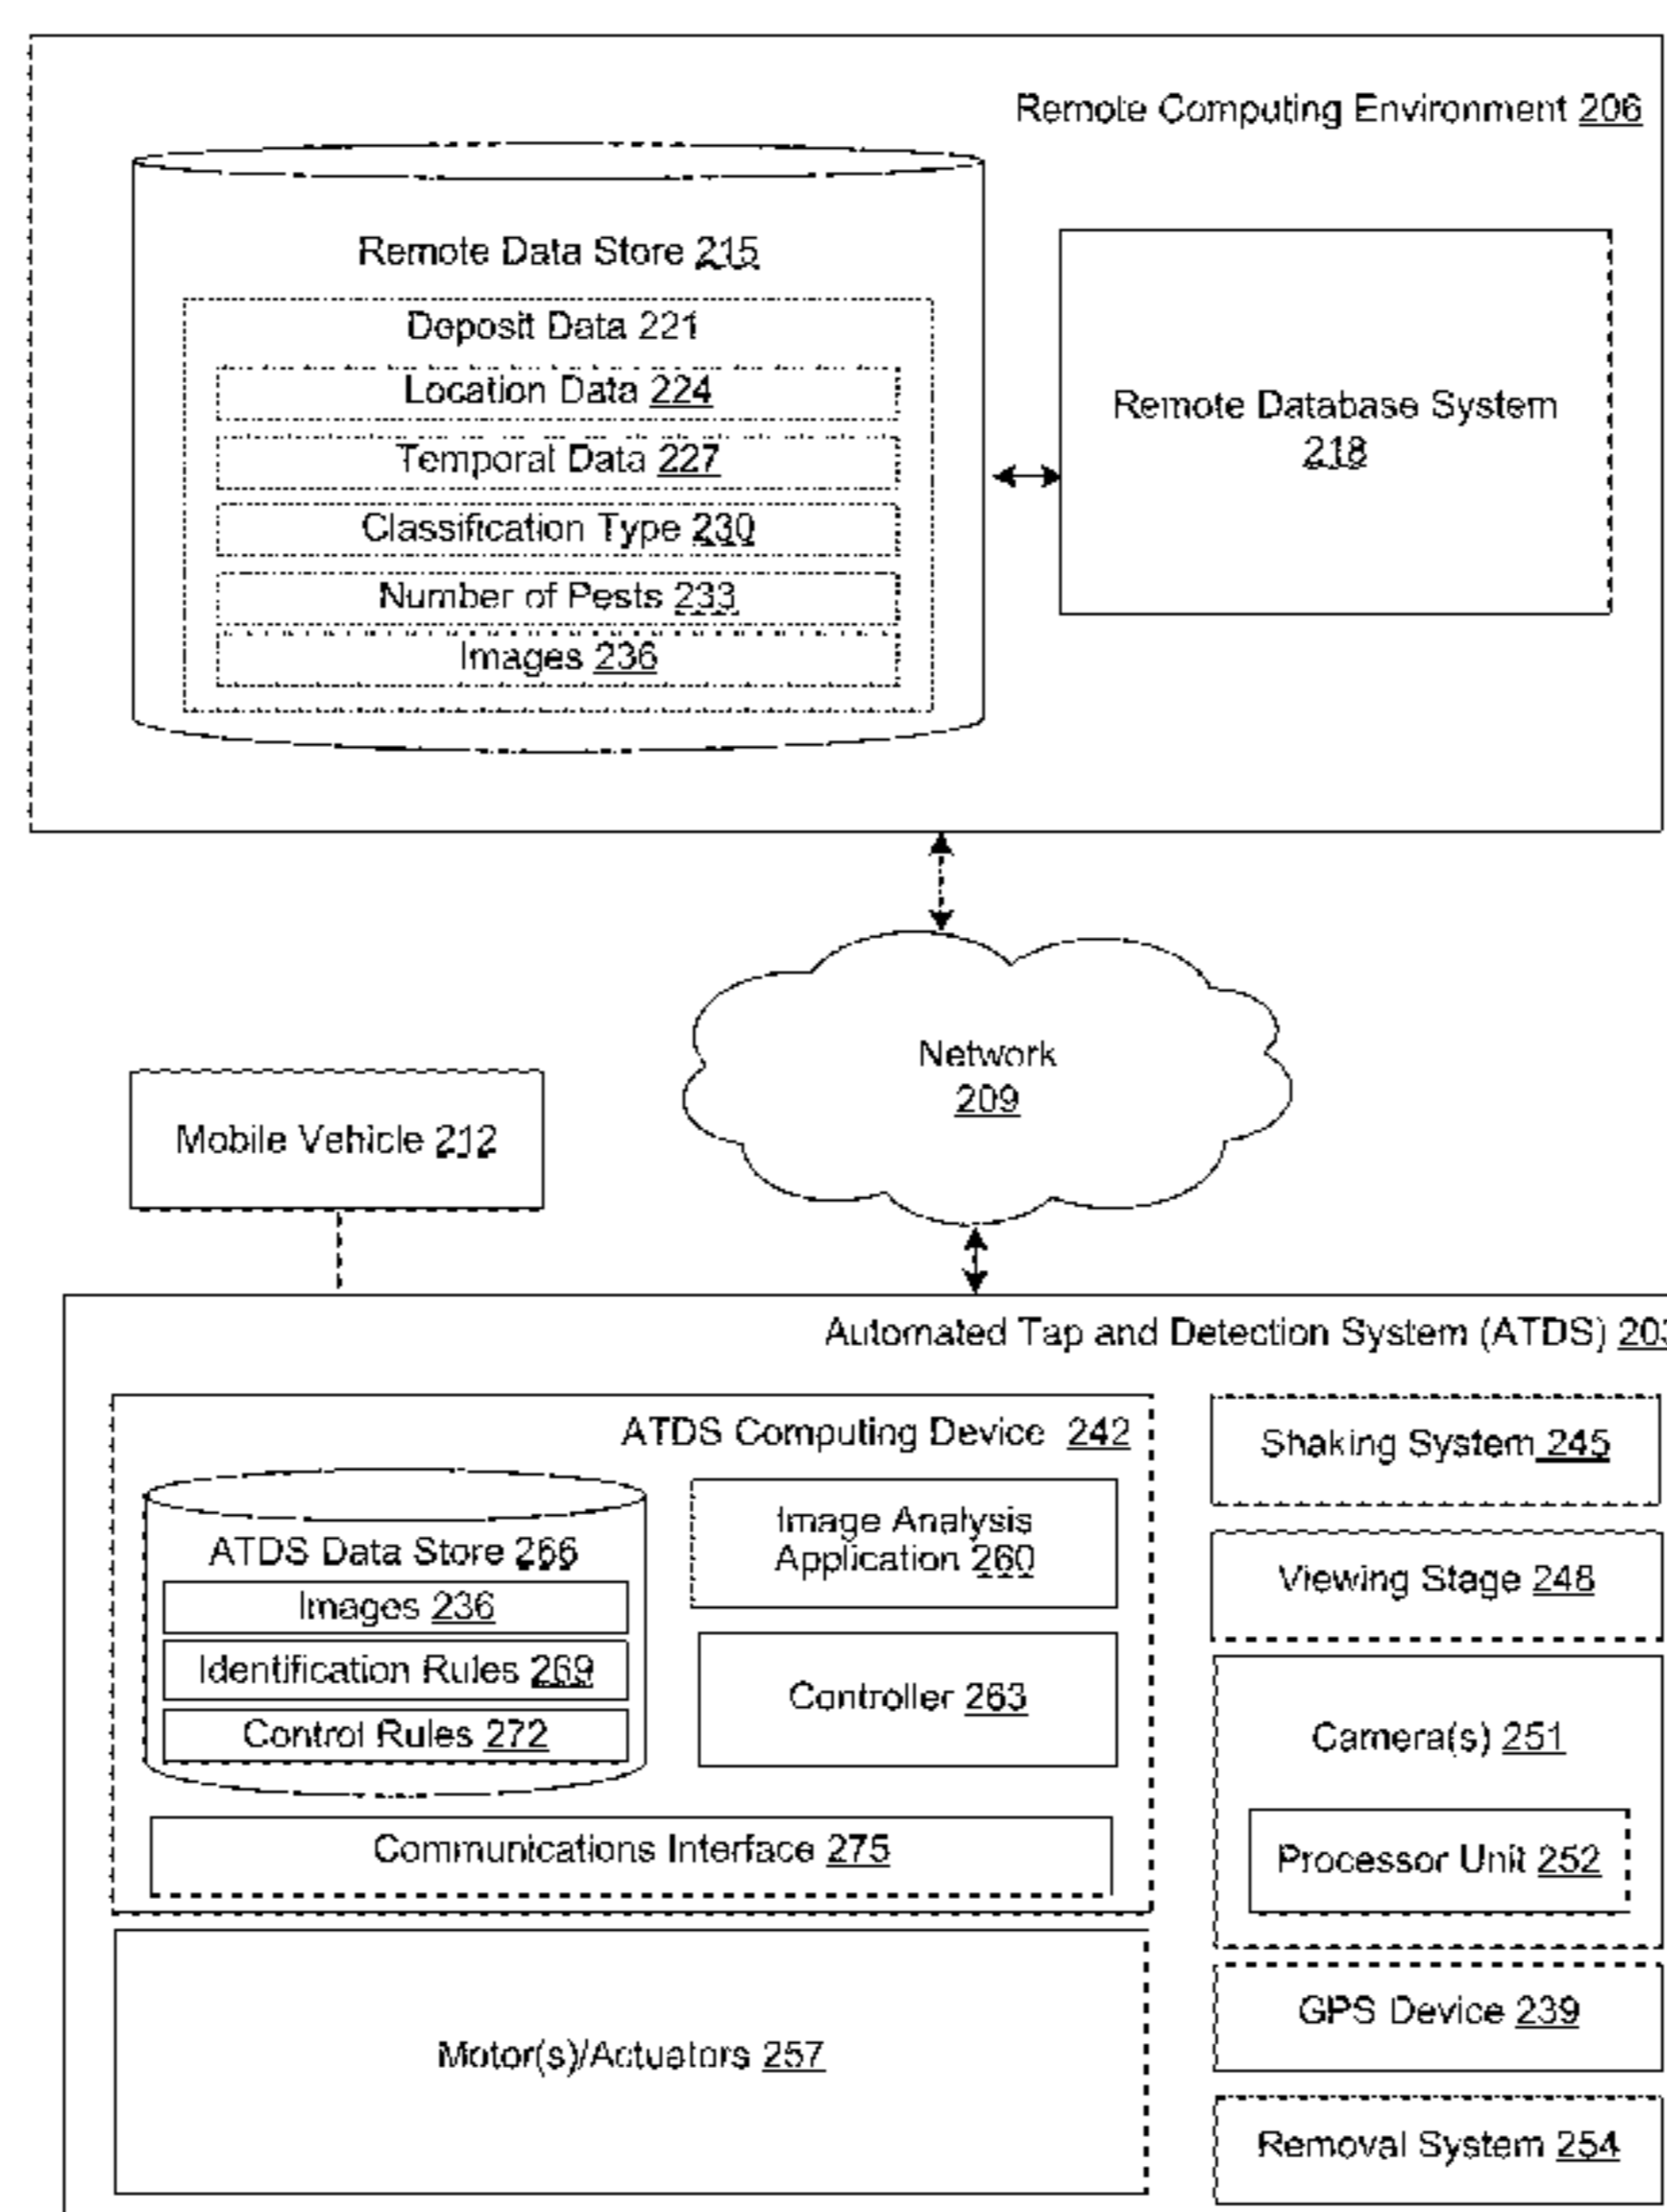 Remote Computing Environment 206
Remote Data Store 215
Deposit Data 221
Location Data 224
Temporal Data 227
Classification Type 230
Number of Pests 233
Images 236
Remote Database System
218
Network
209
Mobile Vehicle 212
Automated Tap and Detection System (ATDS) 203
ATDS Computing Device 242
ATDS Data Store 266
Images 236
Identification Rules 269
Control Rules 272
Image Analysis
Application 260
Controller 263
Communications Interface 275
Motor(s)/Actuators 257
Shaking System 245
Viewing Stage 248
Camera(s) 251
Processor Unit 252
GPS Device 239
Removal System 254